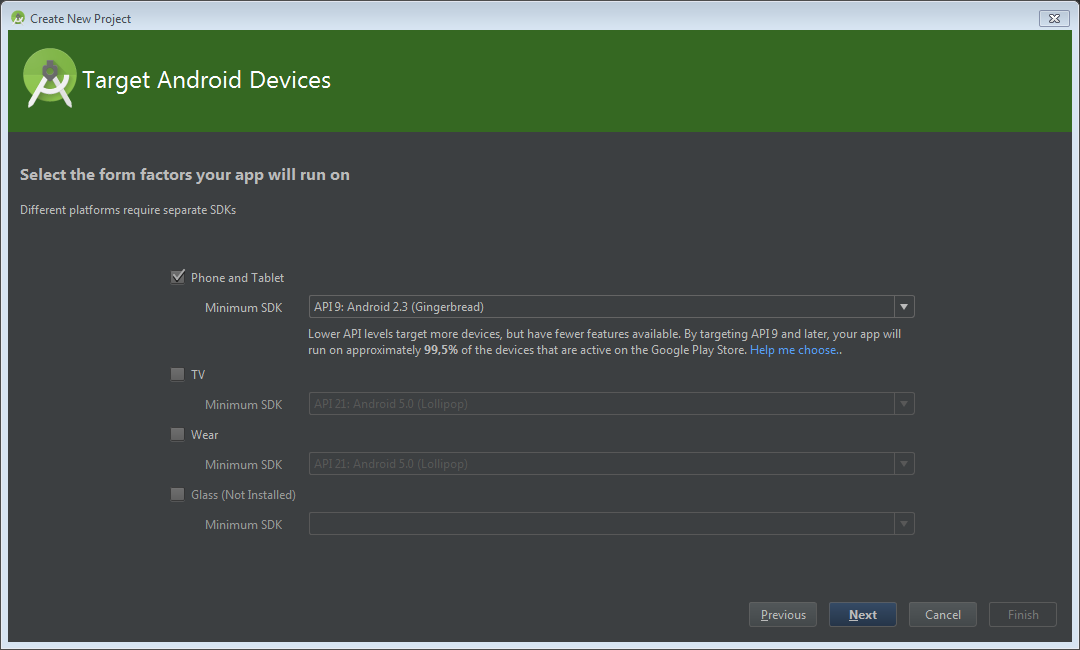 Create New Project
Target Android Devices
Select the form factors your app will run on
Different platforms require separate SDKs
Phone and Tablet
Minimum SDK
API 9: Android 2.3 (Gingerbread)
Lower API levels target more devices, but have fewer features available. By targeting API 9 and later, your app will
run on approximately 99,5% of the devices that are active on the Google Play Store. Help me choose..
TV
Minimum SDK
API 21: Android 5.0 (Lollipop)
Wear
Minimum SDK
API 21: Android 5.0 (Lollipop)
Glass (Not Installed)
Minimum SDK
Previous
Next
Cancel
Finish